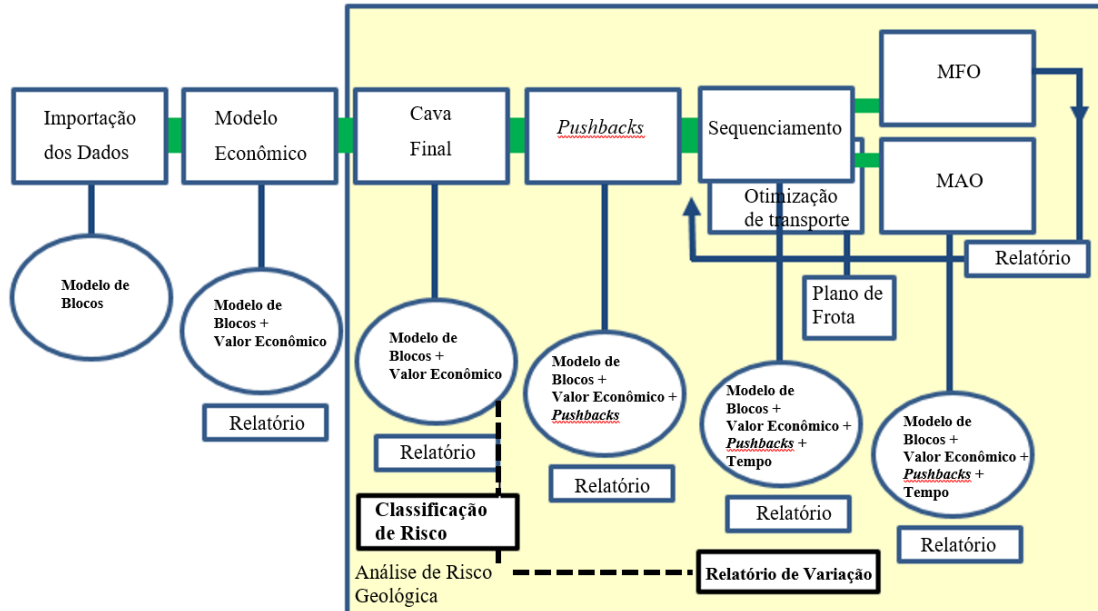 Importação
dos Dados
Modelo
Econômico
Cava
Final
Pushbacks
Sequenciamento
MFO
MAO
Otimização
de transporte
Relatório
Plano de
Frota
Modelo de
Blocos
Modelo de
Blocos +
Valor Econômico
Relatório
Modelo de
Blocos +
Valor Econômico
Relatório
Modelo de
Blocos +
Valor Econômico +
Pushbacks
Relatório
Modelo de
Blocos +
Valor Econômico +
Pushbacks +
Tempo
Relatório
Modelo de
Blocos +
Valor Econômico +
Pushbacks +
Tempo
Relatório
Classificação
de Risco
Análise de Risco
Geológica
Relatório de Variação